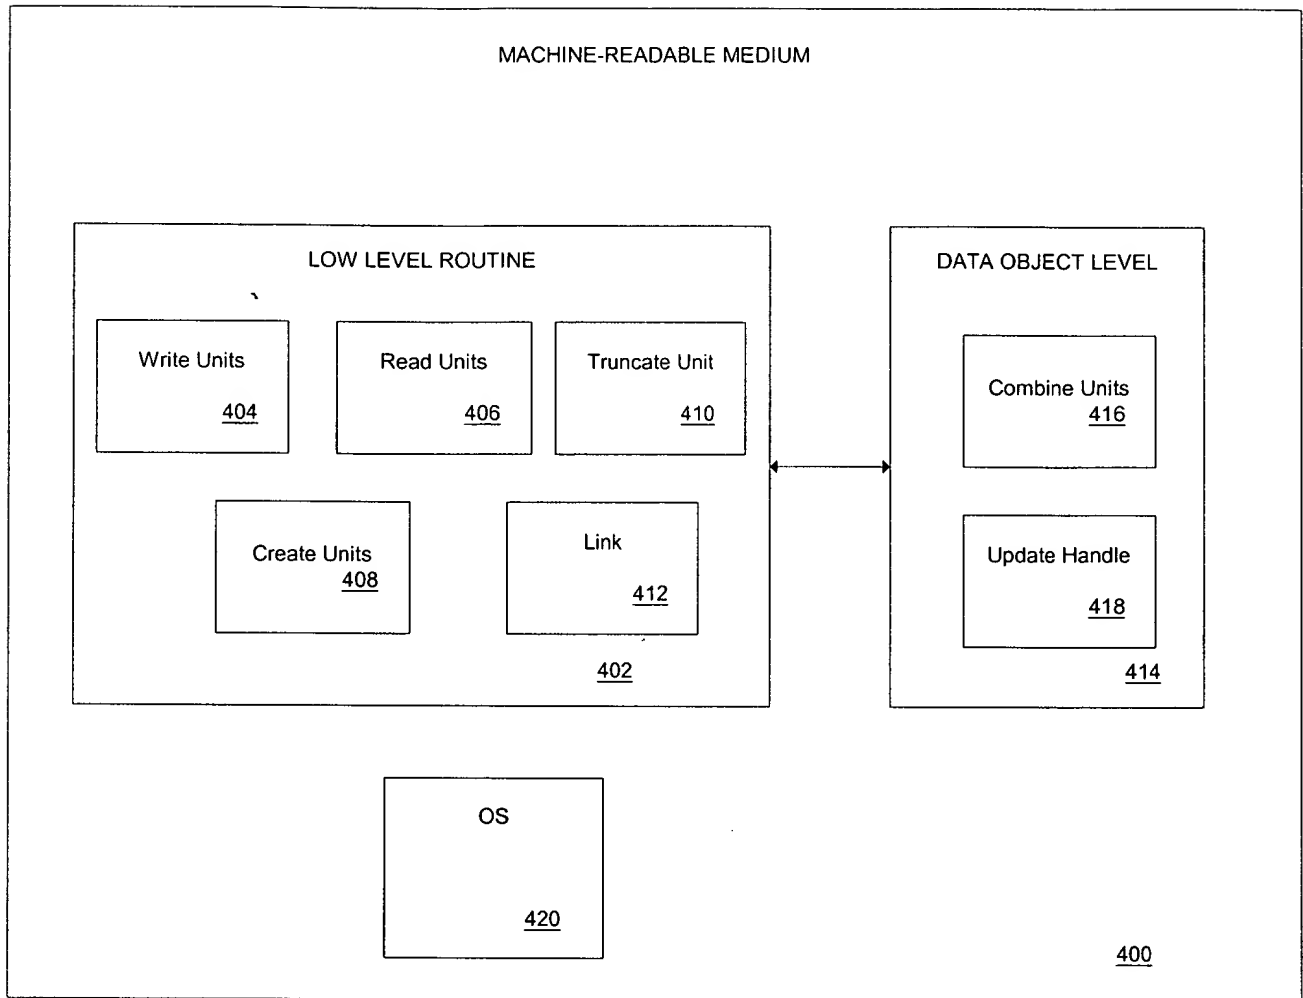 MACHINE-READABLE MEDIUM
LOW LEVEL ROUTINE
Write Units
404
Read Units
406
Truncate Unit
410
Create Units
408
Link
412
402
DATA OBJECT LEVEL
Combine Units
416
Update Handle
418
414
OS
420
400